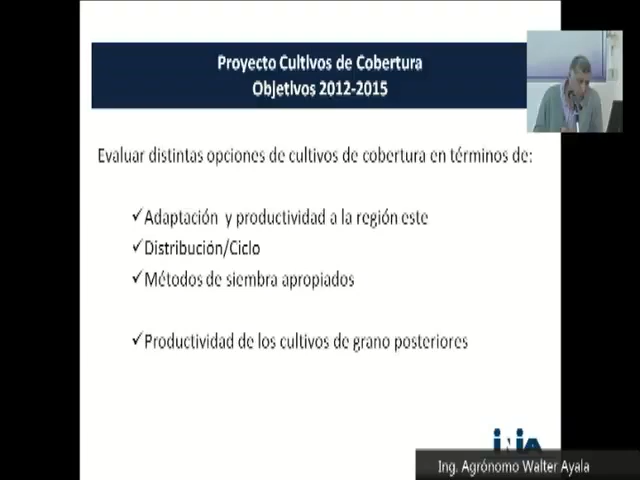 Proyecto Cultivos de Cobertura
Objetivos 2012-2015
Evaluar distintas opciones de cultivos de cobertura en términos de:
✓Adaptación y productividad a la región este
✓Distribución/Ciclo
✓Métodos de siembra apropiados
✓Productividad de los cultivos de grano posteriores
inia
Ing. Agrónomo Walter Ayala